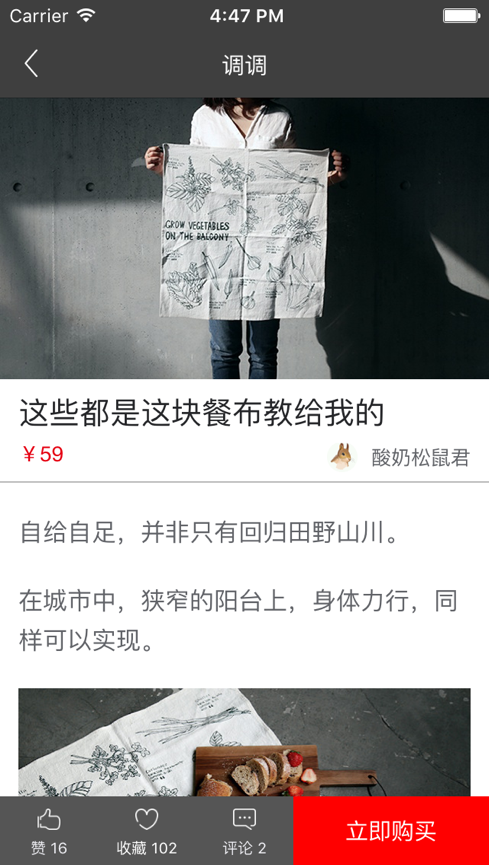 Carrier 4:47 PM
调调
GROW VEGETABLES
ON THE BALCONY
这些都是这块餐布教给我的
￥59 酸奶松鼠君
自给自足，并非只有回归田野山川。
在城市中，狭窄的阳台上，身体力行，同
样可以实现。
赞 16 收藏 102 评论 2 立即购买